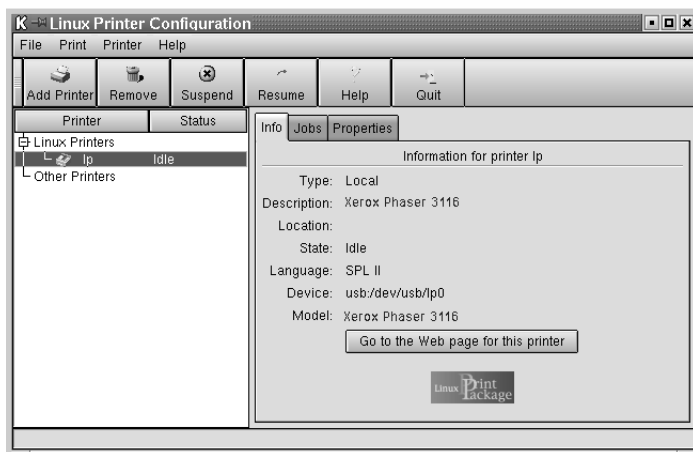 Linux Printer Configuration
File Print Printer Help
Add Printer Remove Suspend Resume Help Quit
Printer Status
Linux Printers
lp Idle
Other Printers
Info Jobs Properties
Information for printer lp
Type: Local
Description: Xerox Phaser 3116
Location:
State: Idle
Language: SPL II
Device: usb:/dev/usb/lp0
Model: Xerox Phaser 3116
Go to the Web page for this printer
Linux Print Package